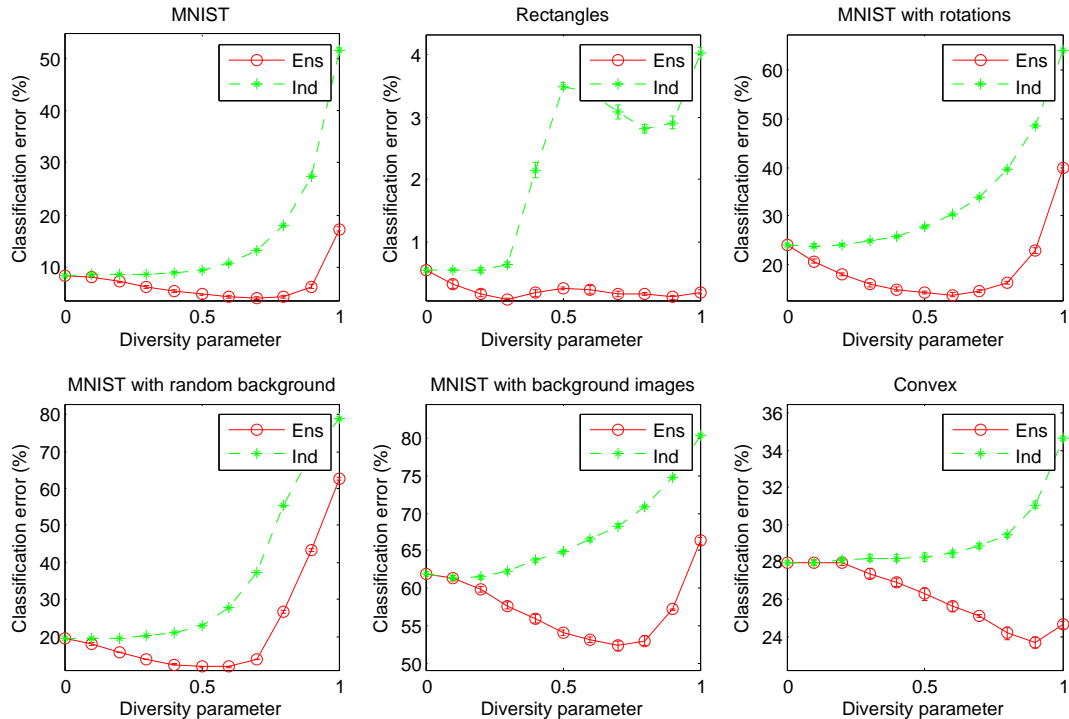 MNIST
Classification error (%)
50
40
30
20
10
0
0.5
1
Diversity parameter
Ens
Ind
Rectangles
Classification error (%)
4
3
2
1
0
0.5
1
Diversity parameter
Ens
Ind
MNIST with rotations
Classification error (%)
60
50
40
30
20
0
0.5
1
Diversity parameter
Ens
Ind
MNIST with random background
Classification error (%)
80
70
60
50
40
30
20
0
0.5
1
Diversity parameter
Ens
Ind
MNIST with background images
Classification error (%)
80
75
70
65
60
55
50
0
0.5
1
Diversity parameter
Ens
Ind
Convex
Classification error (%)
36
34
32
30
28
26
24
0
0.5
1
Diversity parameter
Ens
Ind